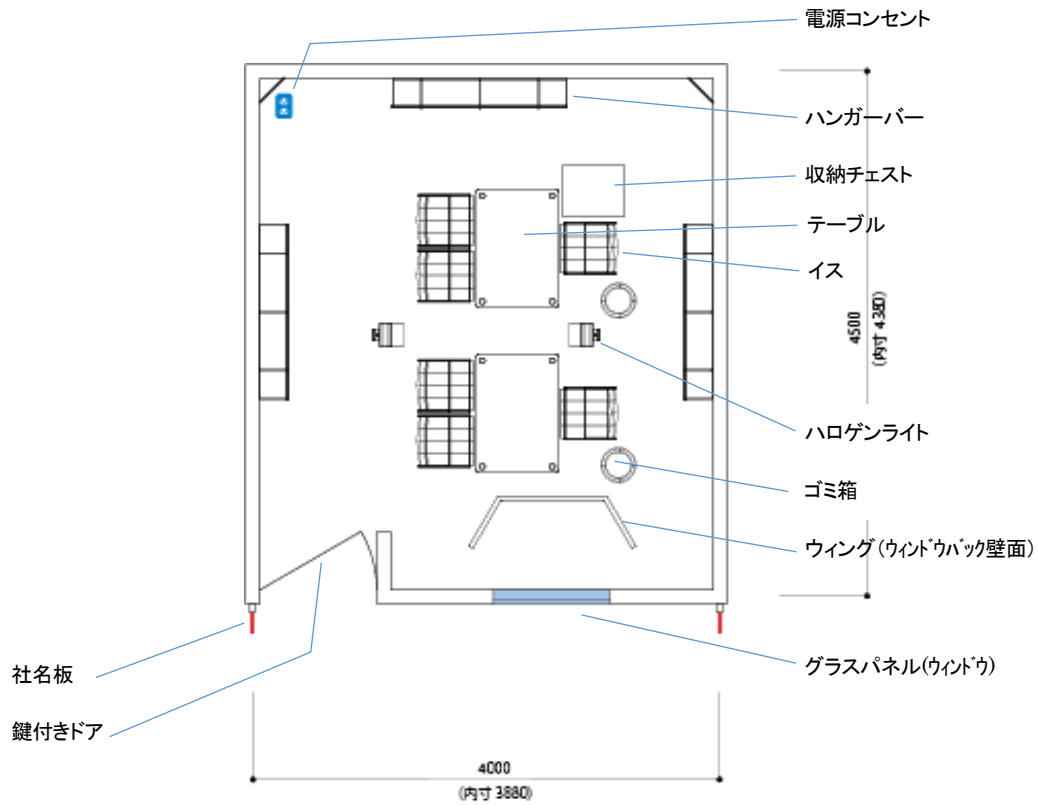 電源コンセント
ハンガーバー
収納チェスト
テーブル
イス
4500
(内寸 4380)
ハロゲンライト
ゴミ箱
ウィング(ウィンドウバック壁面)
グラスパネル(ウィンドウ)
社名板
鍵付きドア
4000
(内寸 3880)